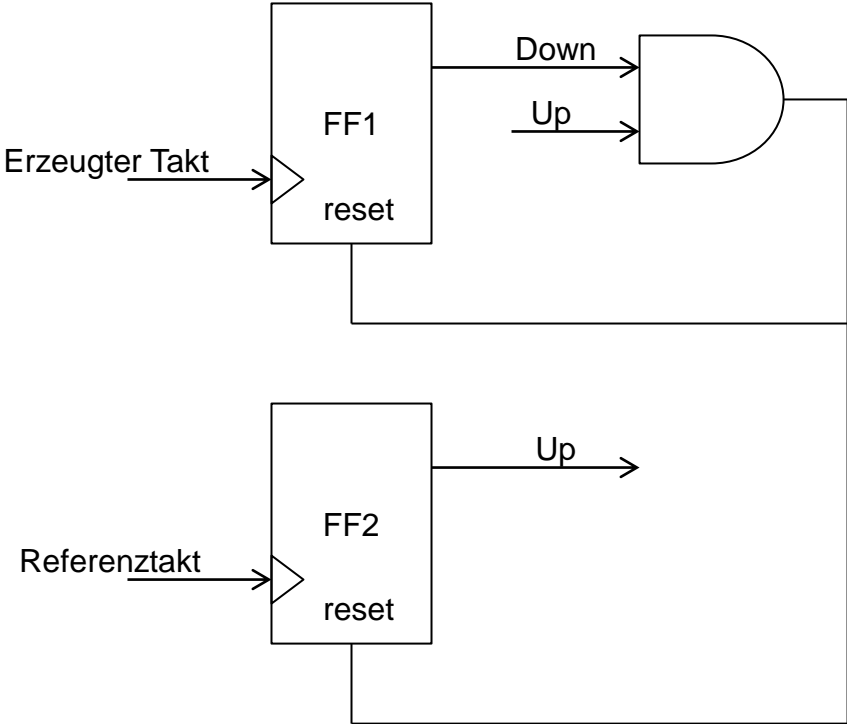 Down
Up
FF1
Erzeugter Takt
reset
Up
FF2
Referenztakt
reset